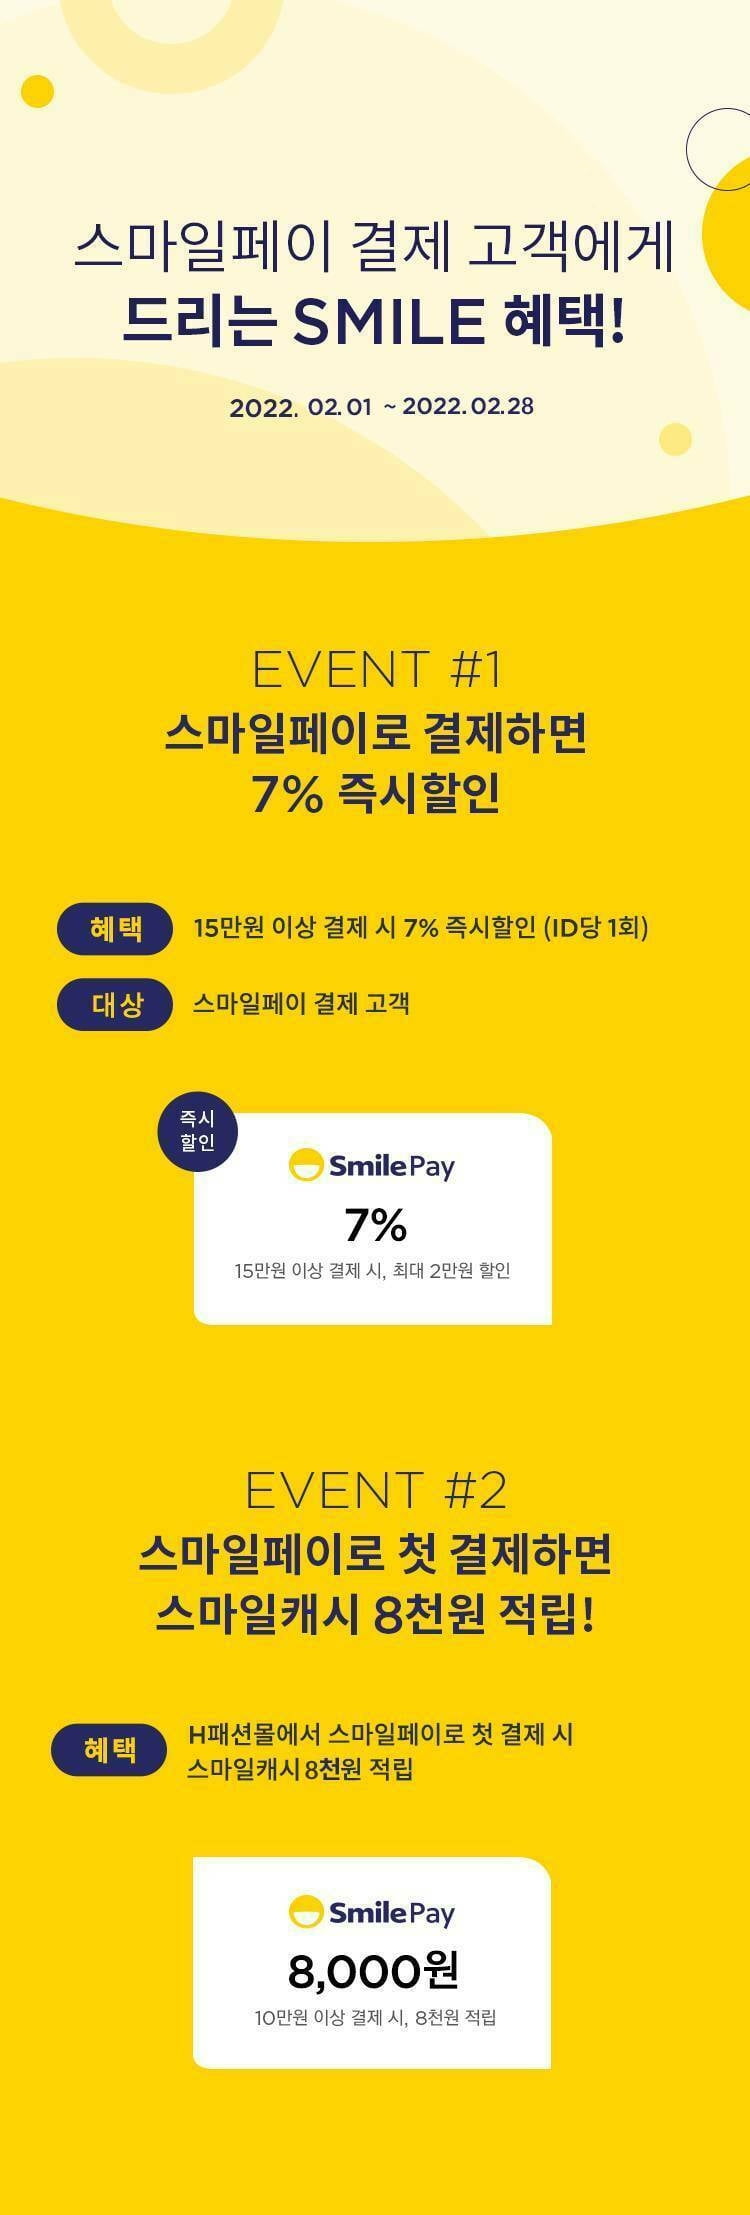 스마일페이 결제 고객에게
드리는 SMILE 혜택!
2022. 02. 01 ~ 2022. 02. 28
EVENT #1
스마일페이로 결제하면
7% 즉시할인
혜택 15만원 이상 결제 시 7% 즉시할인 (ID당 1회)
대상 스마일페이 결제 고객
즉시
할인
SmilePay
7%
15만원 이상 결제 시, 최대 2만원 할인
EVENT #2
스마일페이로 첫 결제하면
스마일캐시 8천원 적립!
혜택
H패션몰에서 스마일페이로 첫 결제 시
스마일캐시 8천원 적립
SmilePay
8,000원
10만원 이상 결제 시, 8천원 적립